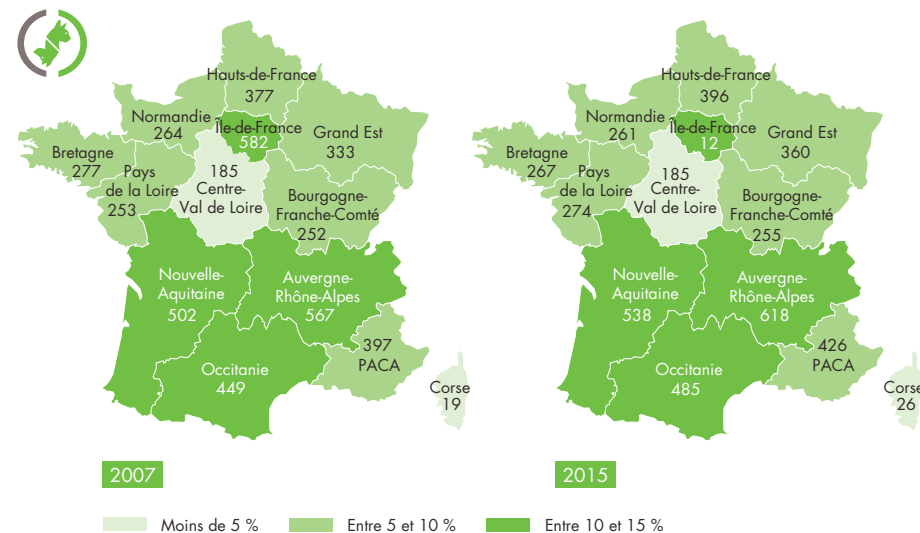 Hauts-de-France
377
Normandie
264
Île-de-France
582
Grand Est
333
Bretagne
277
Pays
de la Loire
253
185
Centre-
Val de Loire
Bourgogne-
Franche-Comté
252
Nouvelle-
Aquitaine
502
Auvergne-
Rhône-Alpes
567
Occitanie
449
397
PACA
Corse
19
2007
Hauts-de-France
396
Normandie
261
Île-de-France
12
Grand Est
360
Bretagne
267
Pays
de la Loire
274
185
Centre-
Val de Loire
Bourgogne-
Franche-Comté
255
Nouvelle-
Aquitaine
538
Auvergne-
Rhône-Alpes
618
Occitanie
485
426
PACA
Corse
26
2015
Moins de 5 %
Entre 5 et 10 %
Entre 10 et 15 %